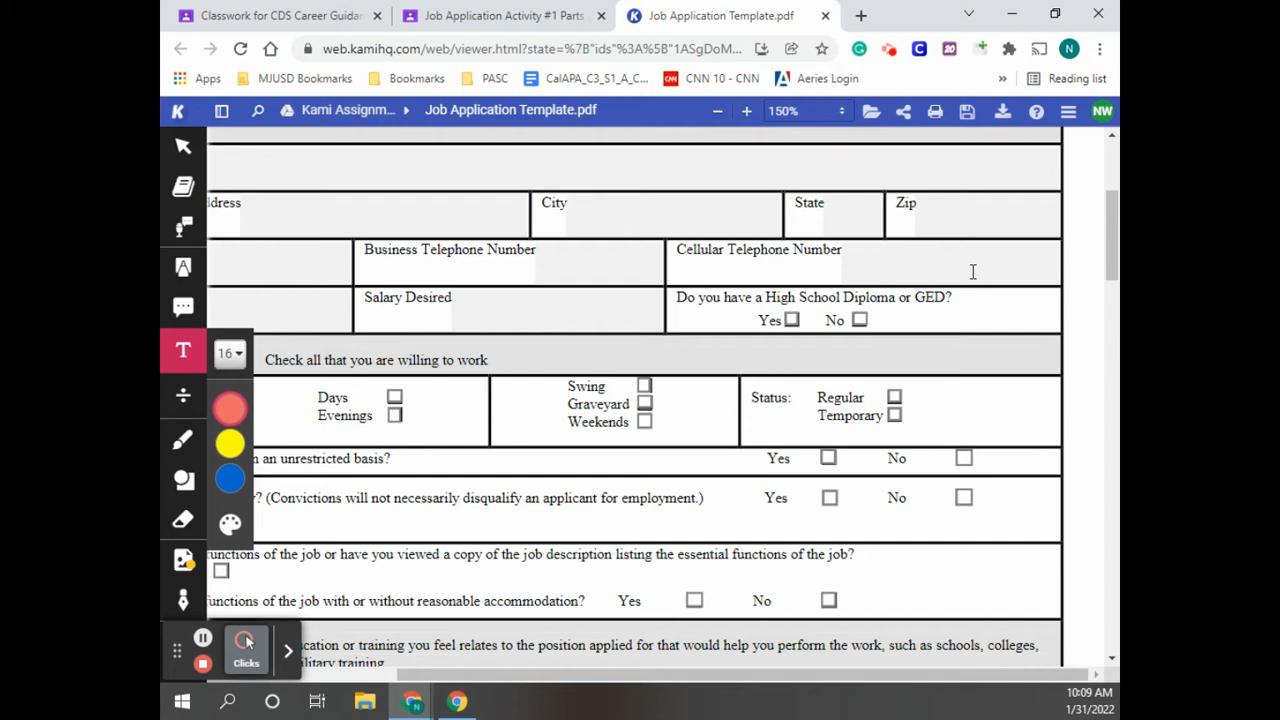 Classwork for CDS Career Guidan
Job Application Activity #1 Parts
Job Application Template.pdf
web.kamihq.com/web/viewer.html?state=%7B"ids"%3A%5B"1ASgDoM...
Apps
MJUSD Bookmarks
Bookmarks
PASC
CalAPA_C3_S1_A_C...
CNN 10 - CNN
Aeries Login
»
Reading list
Kami Assignm...
Job Application Template.pdf
150%
NW
ddress
City
State
Zip
Business Telephone Number
Cellular Telephone Number
Salary Desired
Do you have a High School Diploma or GED?
Yes
No
16
Check all that you are willing to work
Days
Evenings
Swing
Graveyard
Weekends
Status:
Regular
Temporary
n an unrestricted basis?
Yes
No
y? (Convictions will not necessarily disqualify an applicant for employment.)
Yes
No
functions of the job or have you viewed a copy of the job description listing the essential functions of the job?
functions of the job with or without reasonable accommodation?
Yes
No
ucation or training you feel relates to the position applied for that would help you perform the work, such as schools, colleges,
ilitary training.
Clicks
10:09 AM
1/31/2022